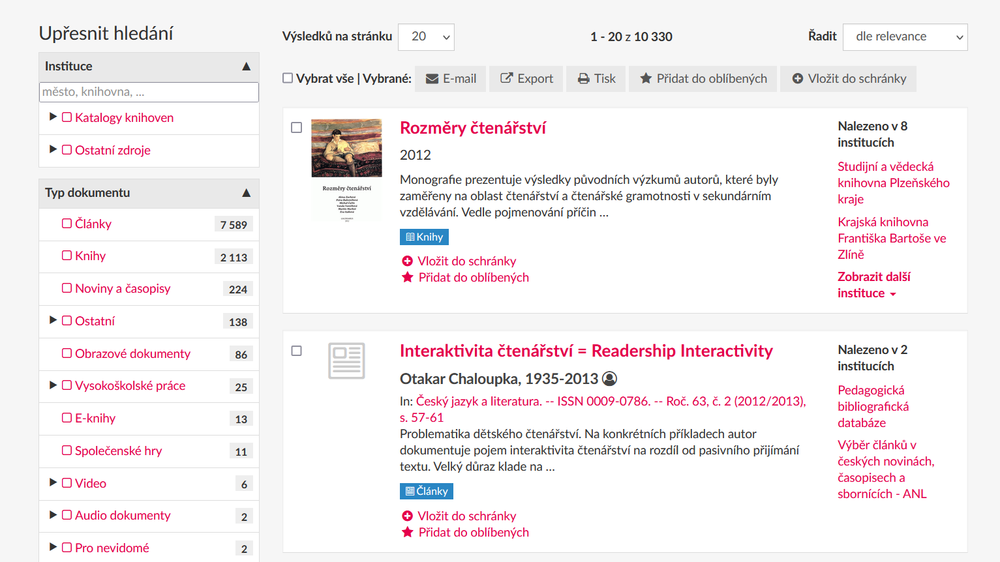 Upřesnit hledání
Instituce
město, knihovna, ...
Katalogy knihoven
Ostatní zdroje
Typ dokumentu
Články 7 589
Knihy 2 113
Noviny a časopisy 224
Ostatní 138
Obrazové dokumenty 86
Vysokoškolské práce 25
E-knihy 13
Společenské hry 11
Video 6
Audio dokumenty 2
Pro nevidomé 2
Výsledků na stránku 20
1 - 20 z 10 330
Řadit dle relevance
Vybrat vše | Vybrané: E-mail Export Tisk Přidat do oblíbených Vložit do schránky
Rozměry čtenářství
Rozměry čtenářství
2012
Monografie prezentuje výsledky původních výzkumů autorů, které byly
zaměřeny na oblast čtenářství a čtenářské gramotnosti v sekundárním
vzdělávání. Vedle pojmenování příčin ...
Knihy
Vložit do schránky
Přidat do oblíbených
Nalezeno v 8
institucích
Studijní a vědecká
knihovna Plzeňského
kraje
Krajská knihovna
Františka Bartoše ve
Zlíně
Zobrazit další
instituce
Interaktivita čtenářství = Readership Interactivity
Otakar Chaloupka, 1935-2013
In: Český jazyk a literatura. -- ISSN 0009-0786. -- Roč. 63, č. 2 (2012/2013),
s. 57-61
Problematika dětského čtenářství. Na konkrétních příkladech autor
dokumentuje pojem interaktivita čtenářství na rozdíl od pasivního přijímání
textu. Velký důraz klade na ...
Články
Vložit do schránky
Přidat do oblíbených
Nalezeno v 2
institucích
Pedagogická
bibliografická
databáze
Výběr článků v
českých novinách,
časopisech a
sbornících - ANL